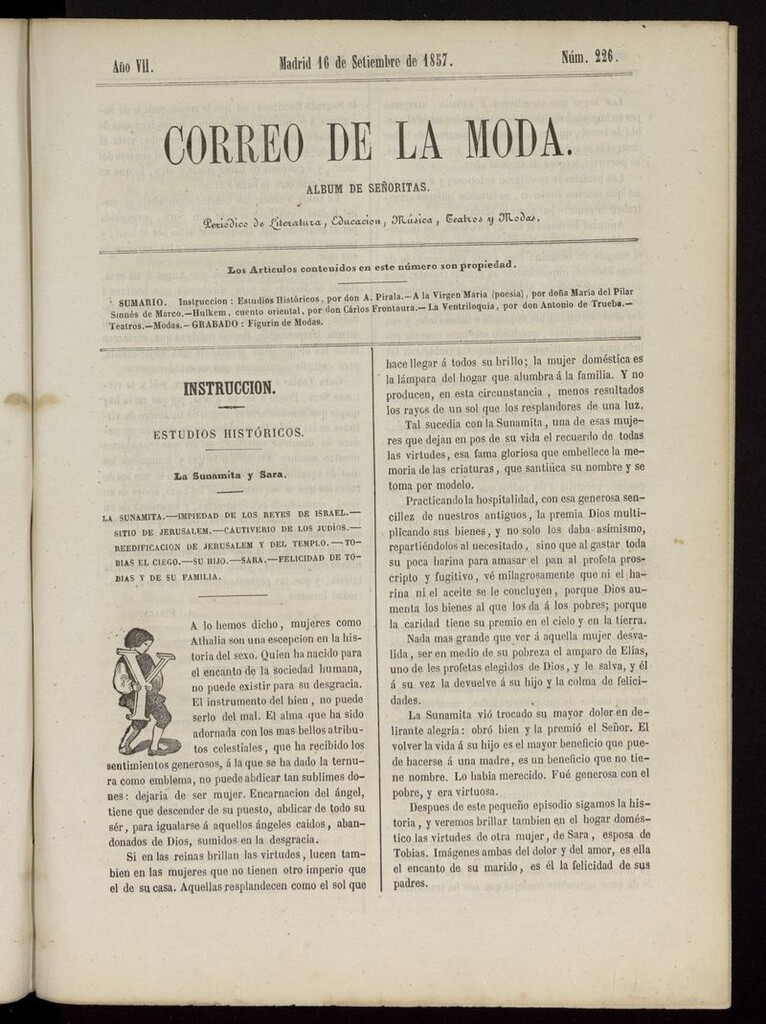 Año VII.
Madrid 16 de Setiembre de 1857.
Núm. 226.
CORREO DE LA MODA.
ALBUM DE SEÑORITAS.
Periodico de Literatura, Educacion, Música, Teatros y Modas.
Los Artículos contenidos en este número son propiedad.
SUMARIO. Instruccion: Estudios Históricos, por don A. Pirala.—A la Vírgen María (poesía), por doña María del Pilar
Sinués de Marco.—Hulkem, cuento oriental, por don Cárlos Frontaura.—La Ventriloquia, por don Antonio de Trueba.—
Teatros.—Modas.—GRABADO: Figurin de Modas.
INSTRUCCION.
ESTUDIOS HISTÓRICOS.
La Sunamita y Sara.
LA SUNAMITA.—IMPIEDAD DE LOS REYES DE ISRAEL.—
SITIO DE JERUSALEM.—CAUTIVERIO DE LOS JUDÍOS.—
REEDIFICACION DE JERUSALEM Y DEL TEMPLO.—TO-
BIAS EL CIEGO.—SU HIJO.—SARA.—FELICIDAD DE TO-
BIAS Y DE SU FAMILIA.
YA lo hemos dicho, mujeres como
Athalia son una escepcion en la his-
toria del sexo. Quien ha nacido para
el encanto de la sociedad humana,
no puede existir para su desgracia.
El instrumento del bien, no puede
serlo del mal. El alma que ha sido
adornada con los mas bellos atribu-
tos celestiales, que ha recibido los
sentimientos generosos, á la que se ha dado la ternu-
ra como emblema, no puede abdicar tan sublimes do-
nes: dejaria de ser mujer. Encarnacion del ángel,
tiene que descender de su puesto, abdicar de todo su
sér, para igualarse á aquellos ángeles caidos, aban-
donados de Dios, sumidos en la desgracia.
Si en las reinas brillan las virtudes, lucen tam-
bien en las mujeres que no tienen otro imperio que
el de su casa. Aquellas resplandecen como el sol que
hace llegar á todos su brillo; la mujer doméstica es
la lámpara del hogar que alumbra á la familia. Y no
producen, en esta circunstancia, menos resultados
los rayos de un sol que los resplandores de una luz.
Tal sucedia con la Sunamita, una de esas muje-
res que dejan en pos de su vida el recuerdo de todas
las virtudes, esa fama gloriosa que embellece la me-
moria de las criaturas, que santifica su nombre y se
toma por modelo.
Practicando la hospitalidad, con esa generosa sen-
cillez de nuestros antiguos, la premia Dios multi-
plicando sus bienes, y no solo los daba asimismo,
repartiéndolos al necesitado, sino que al gastar toda
su poca harina para amasar el pan al profeta pros-
cripto y fugitivo, vé milagrosamente que ni el ha-
rina ni el aceite se le concluyen, porque Dios au-
menta los bienes al que los da á los pobres; porque
la caridad tiene su premio en el cielo y en la tierra.
Nada mas grande que ver á aquella mujer desva-
lida, ser en medio de su pobreza el amparo de Elías,
uno de los profetas elegidos de Dios, y le salva, y él
á su vez la devuelve á su hijo y la colma de felici-
dades.
La Sunamita vió trocado su mayor dolor en de-
lirante alegría: obró bien y la premió el Señor. El
volver la vida á su hijo es el mayor beneficio que pue-
de hacerse á una madre, es un beneficio que no tie-
ne nombre. Lo habia merecido. Fué generosa con el
pobre, y era virtuosa.
Despues de este pequeño episodio sigamos la his-
toria, y veremos brillar tambien en el hogar domés-
tico las virtudes de otra mujer, de Sara, esposa de
Tobias. Imágenes ambas del dolor y del amor, es ella
el encanto de su marido, es él la felicidad de sus
padres.